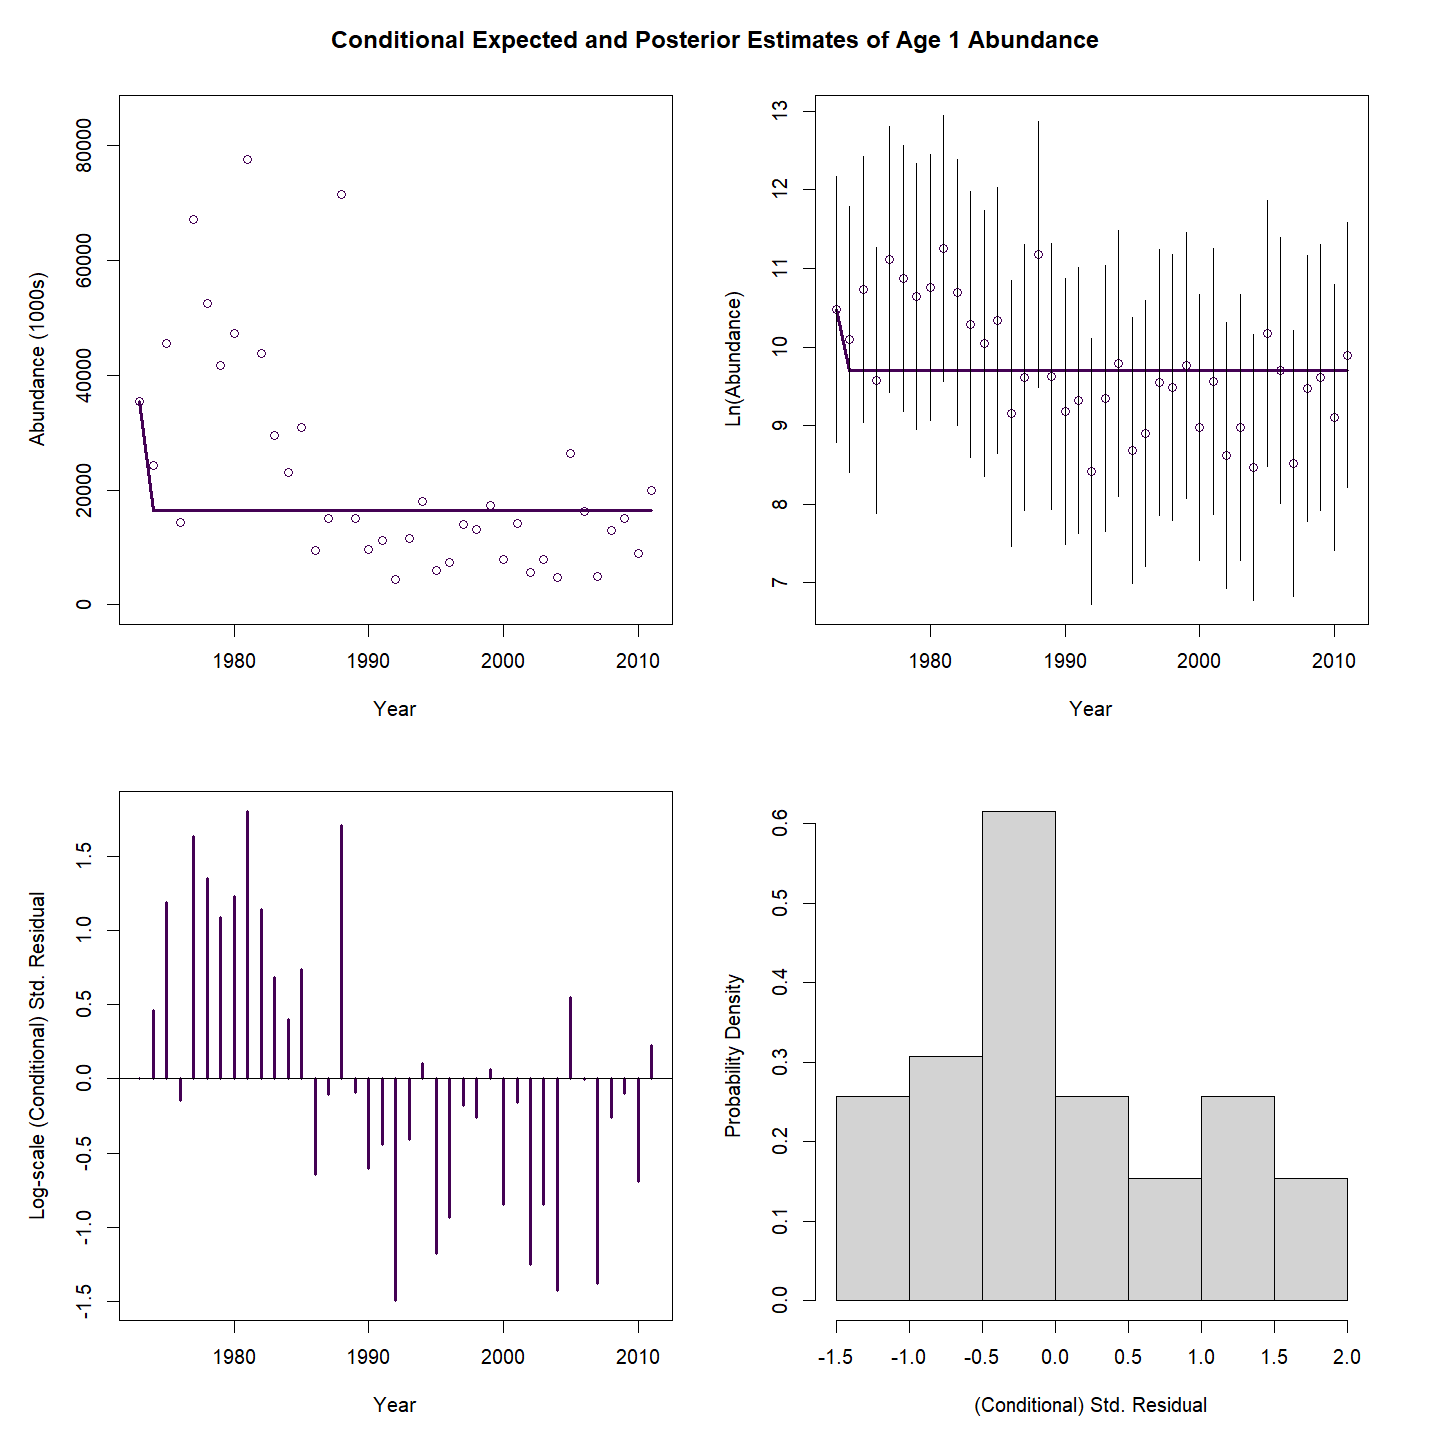 Conditional Expected and Posterior Estimates of Age 1 Abundance
Abundance (1000s)
80000
60000
40000
20000
0
1980 1990 2000 2010
Year
Ln(Abundance)
13
12
11
10
9
8
7
1980 1990 2000 2010
Year
Log-scale (Conditional) Std. Residual
1.5
1.0
0.5
0.0
-0.5
-1.0
-1.5
1980 1990 2000 2010
Year
Probability Density
0.6
0.5
0.4
0.3
0.2
0.1
0.0
-1.5 -1.0 -0.5 0.0 0.5 1.0 1.5 2.0
(Conditional) Std. Residual